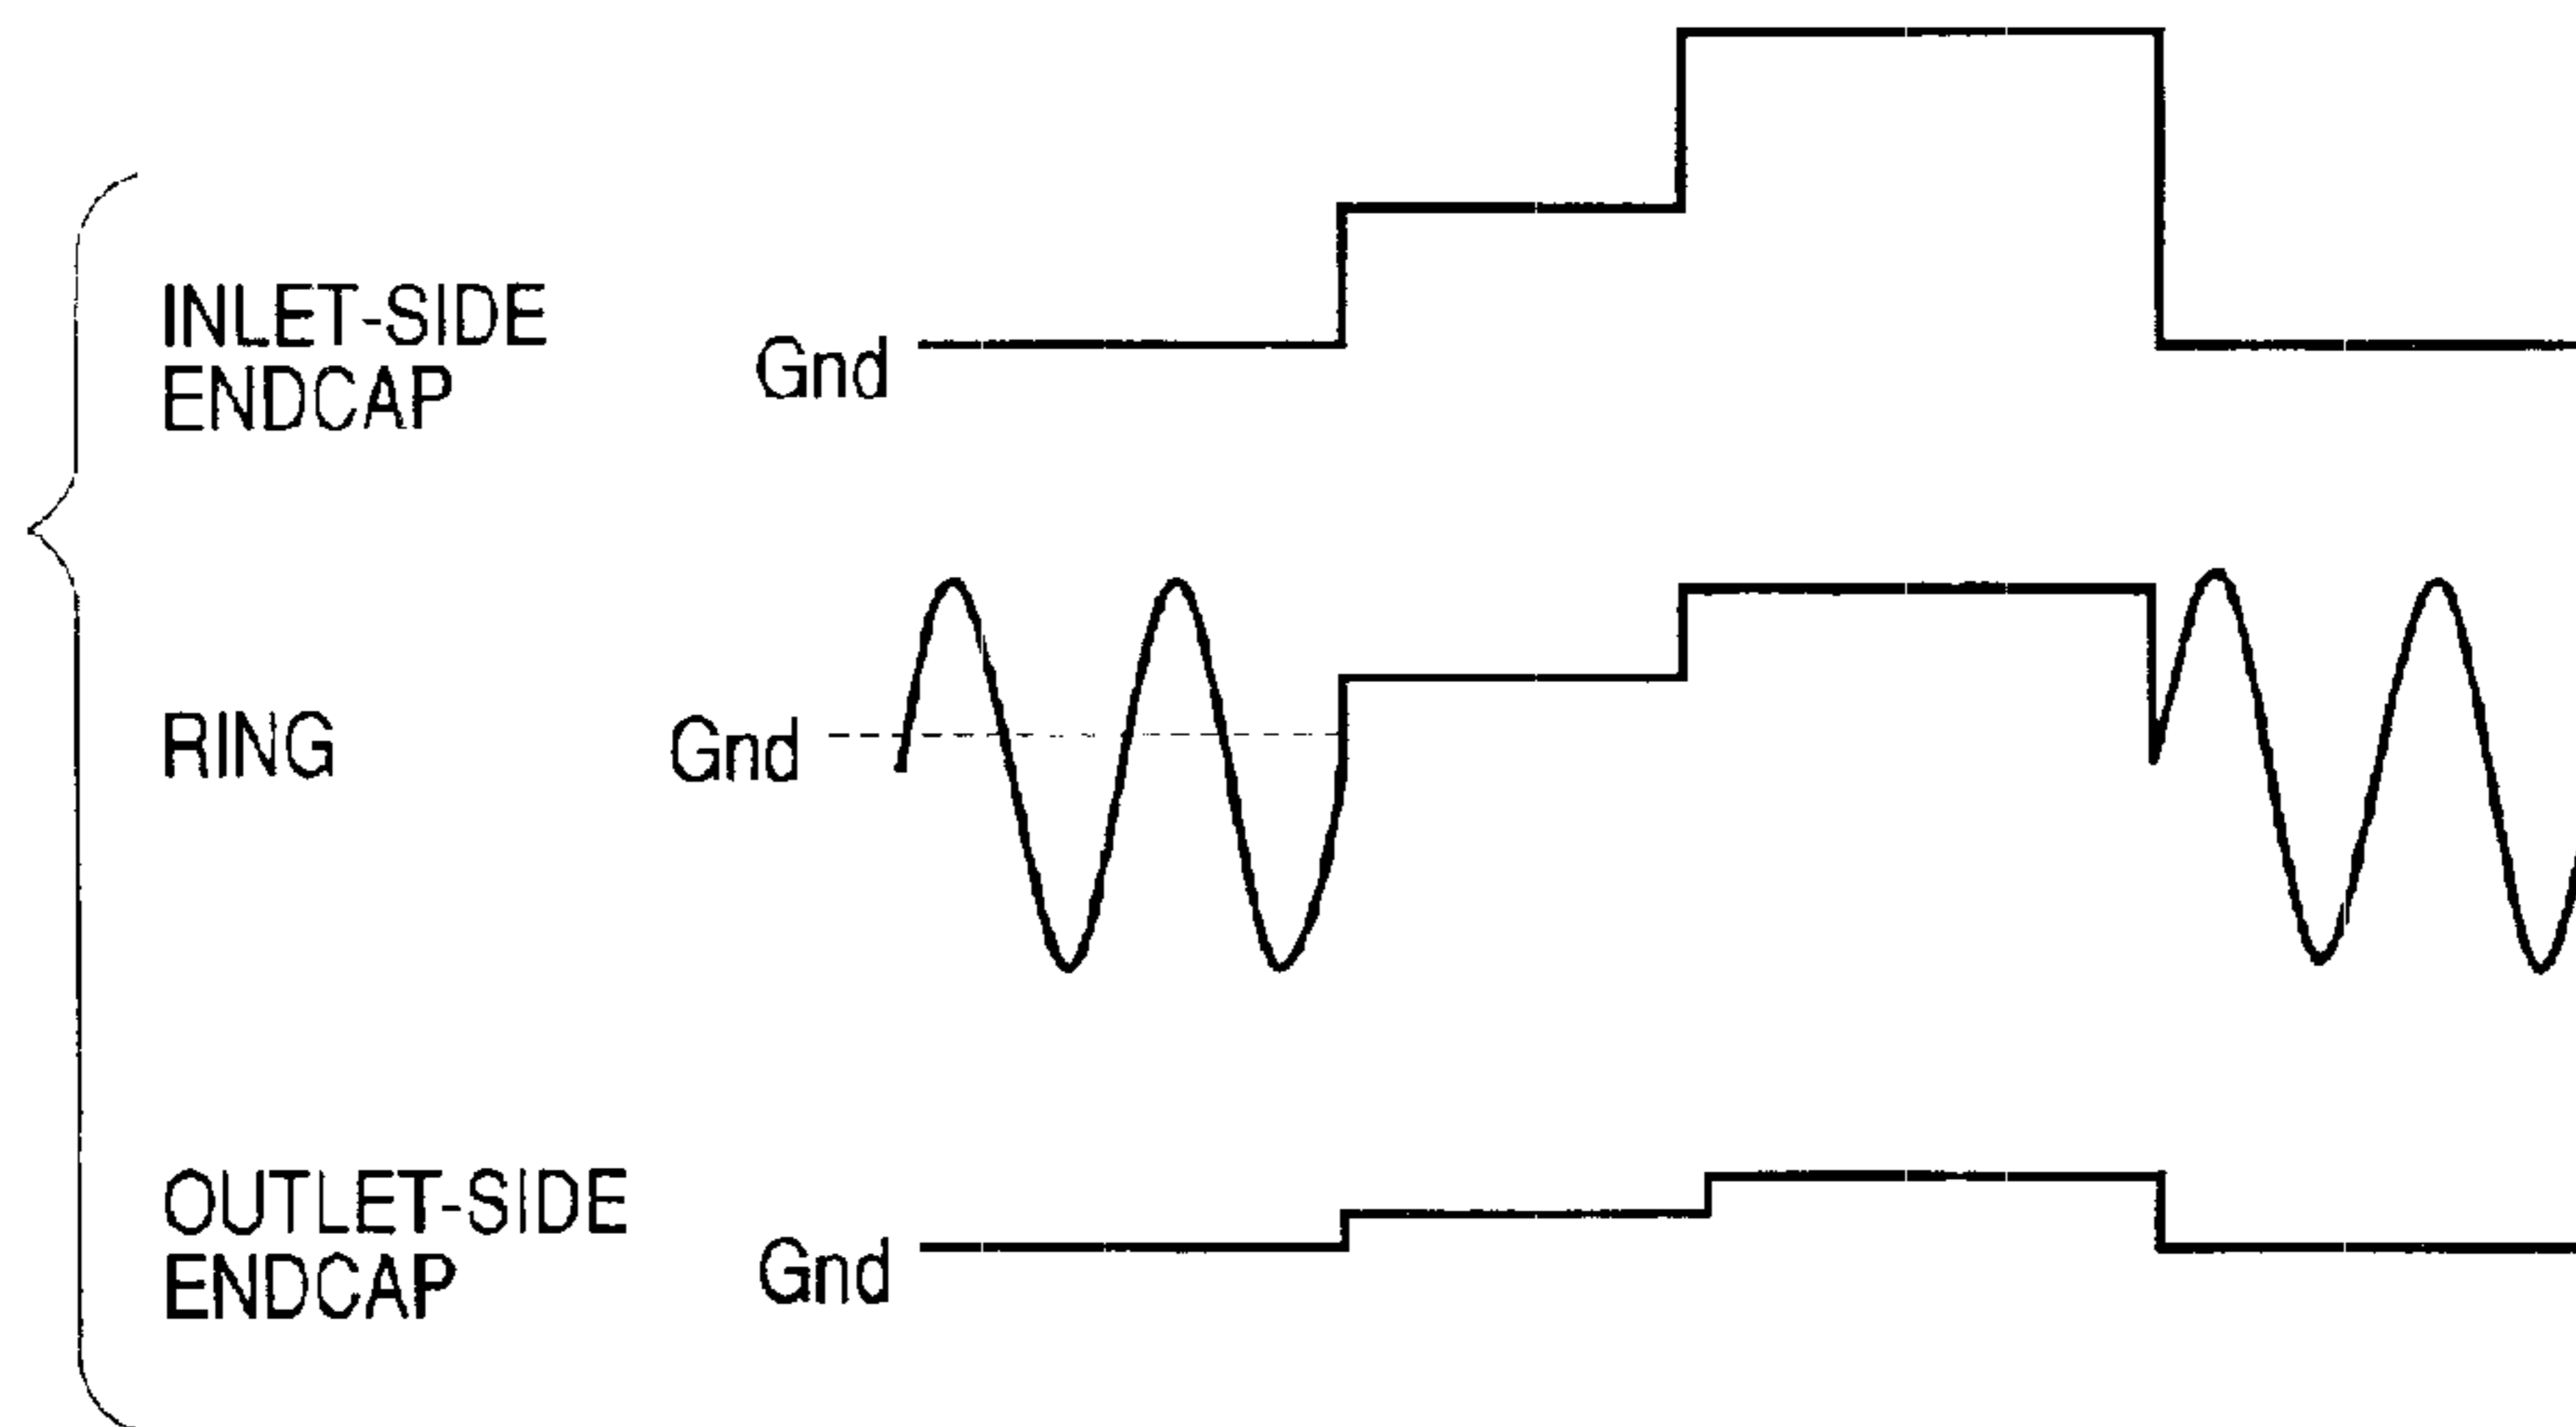 INLET-SIDE
ENDCAP
Gnd
RING
Gnd
OUTLET-SIDE
ENDCAP
Gnd